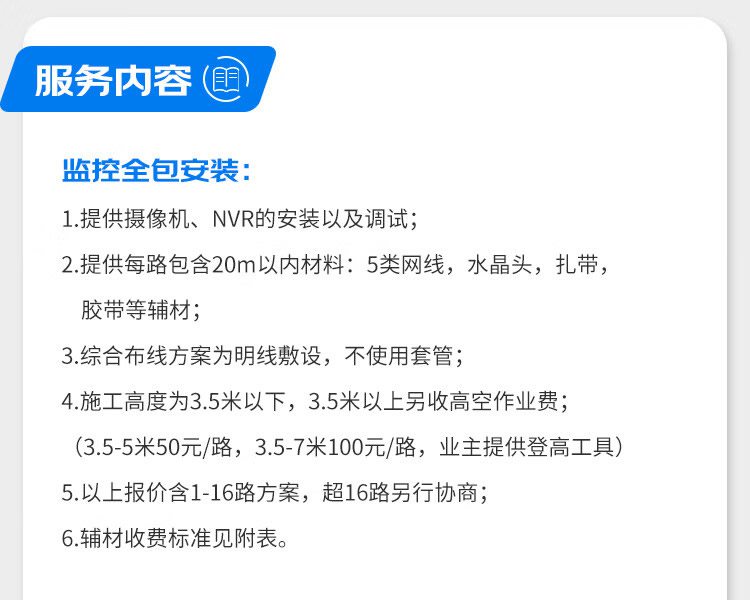 服务内容
监控全包安装：
1.提供摄像机、NVR的安装以及调试；
2.提供每路包含20m以内材料：5类网线，水晶头，扎带，
胶带等辅材；
3.综合布线方案为明线敷设，不使用套管；
4.施工高度为3.5米以下，3.5米以上另收高空作业费；
（3.5-5米50元/路，3.5-7米100元/路，业主提供登高工具）
5.以上报价含1-16路方案，超16路另行协商；
6.辅材收费标准见附表。